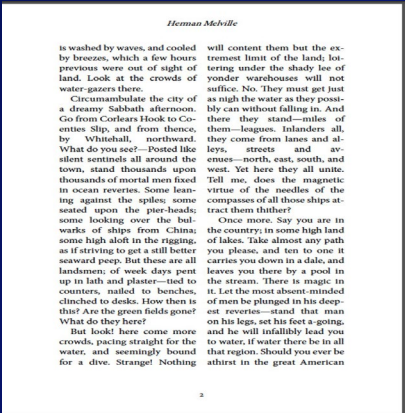 Herman Melville
is washed by waves, and cooled
by breezes, which a few hours
previous were out of sight of
land. Look at the crowds of
water-gazers there.
Circumambulate the city of
a dreamy Sabbath afternoon.
Go from Corlears Hook to Co-
enties Slip, and from thence,
by Whitehall, northward.
What do you see?—Posted like
silent sentinels all around the
town, stand thousands upon
thousands of mortal men fixed
in ocean reveries. Some lean-
ing against the spiles; some
seated upon the pier-heads;
some looking over the bul-
warks of ships from China;
some high aloft in the rigging,
as if striving to get a still better
seaward peep. But these are all
landsmen; of week days pent
up in lath and plaster—tied to
counters, nailed to benches,
clinched to desks. How then is
this? Are the green fields gone?
What do they here?
But look! here come more
crowds, pacing straight for the
water, and seemingly bound
for a dive. Strange! Nothing
will content them but the ex-
tremest limit of the land; loi-
tering under the shady lee of
yonder warehouses will not
suffice. No. They must get just
as nigh the water as they possi-
bly can without falling in. And
there they stand—miles of
them—leagues. Inlanders all,
they come from lanes and al-
leys, streets and av-
enues—north, east, south, and
west. Yet here they all unite.
Tell me, does the magnetic
virtue of the needles of the
compasses of all those ships at-
tract them thither?
Once more. Say you are in
the country; in some high land
of lakes. Take almost any path
you please, and ten to one it
carries you down in a dale, and
leaves you there by a pool in
the stream. There is magic in
it. Let the most absent-minded
of men be plunged in his deep-
est reveries—stand that man
on his legs, set his feet a-going,
and he will infallibly lead you
to water, if water there be in all
that region. Should you ever be
athirst in the great American
2